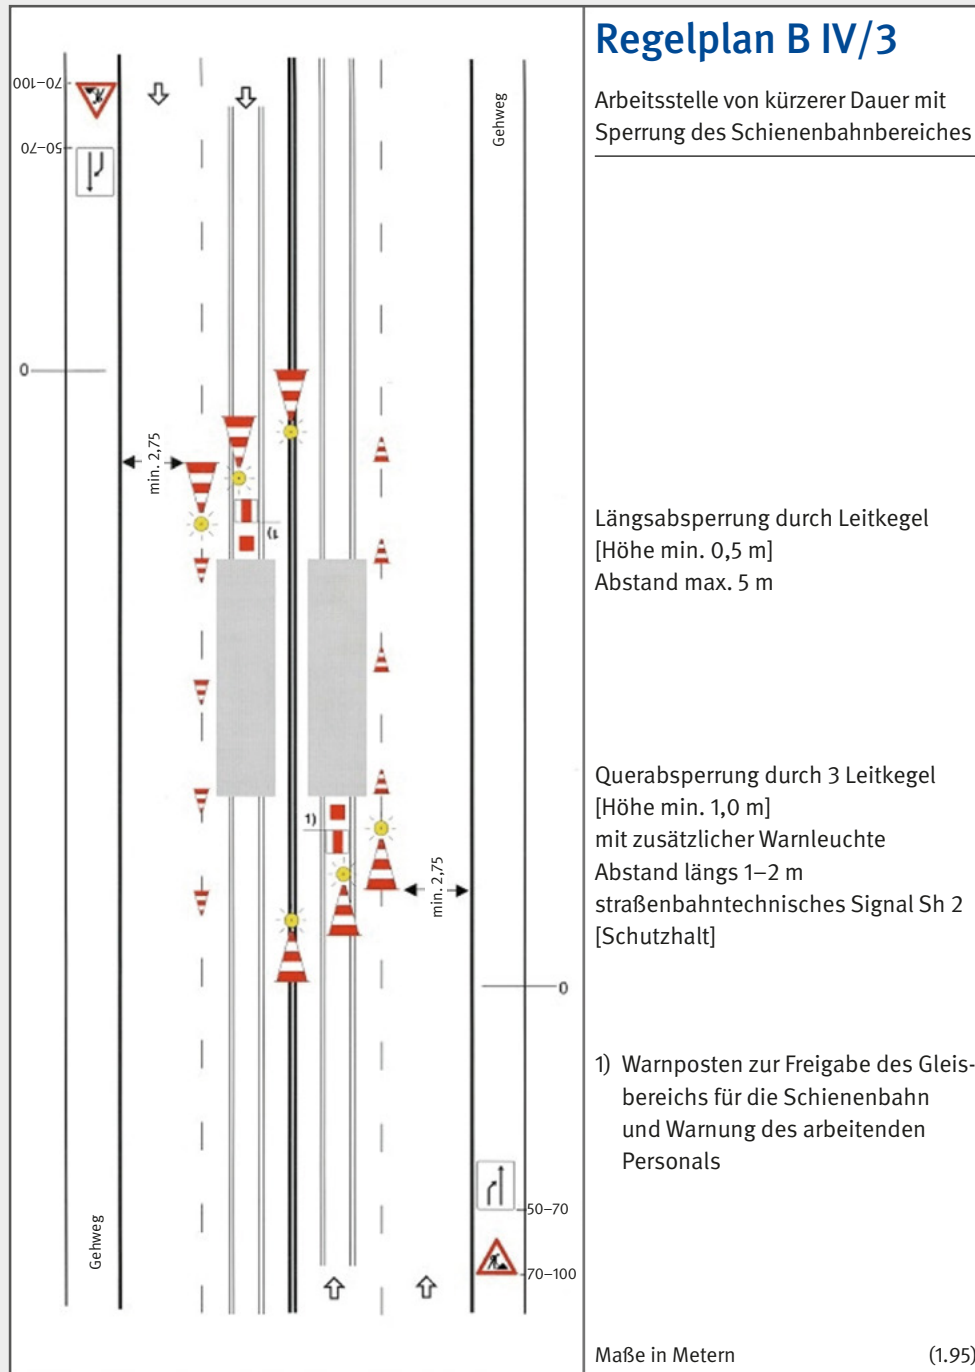 Regelplan B IV/3
Arbeitsstelle von kürzerer Dauer mit
Sperrung des Schienenbahnbereiches
70–100
50–70
Gehweg
0
min. 2,75
1)
Längsabsperrung durch Leitkegel
[Höhe min. 0,5 m]
Abstand max. 5 m
Querabsperrung durch 3 Leitkegel
[Höhe min. 1,0 m]
mit zusätzlicher Warnleuchte
Abstand längs 1–2 m
straßenbahntechnisches Signal Sh 2
[Schutzhalt]
1)
min. 2,75
0
1) Warnposten zur Freigabe des Gleis-
bereichs für die Schienenbahn
und Warnung des arbeitenden
Personals
50–70
Gehweg
70–100
Maße in Metern (1.95)